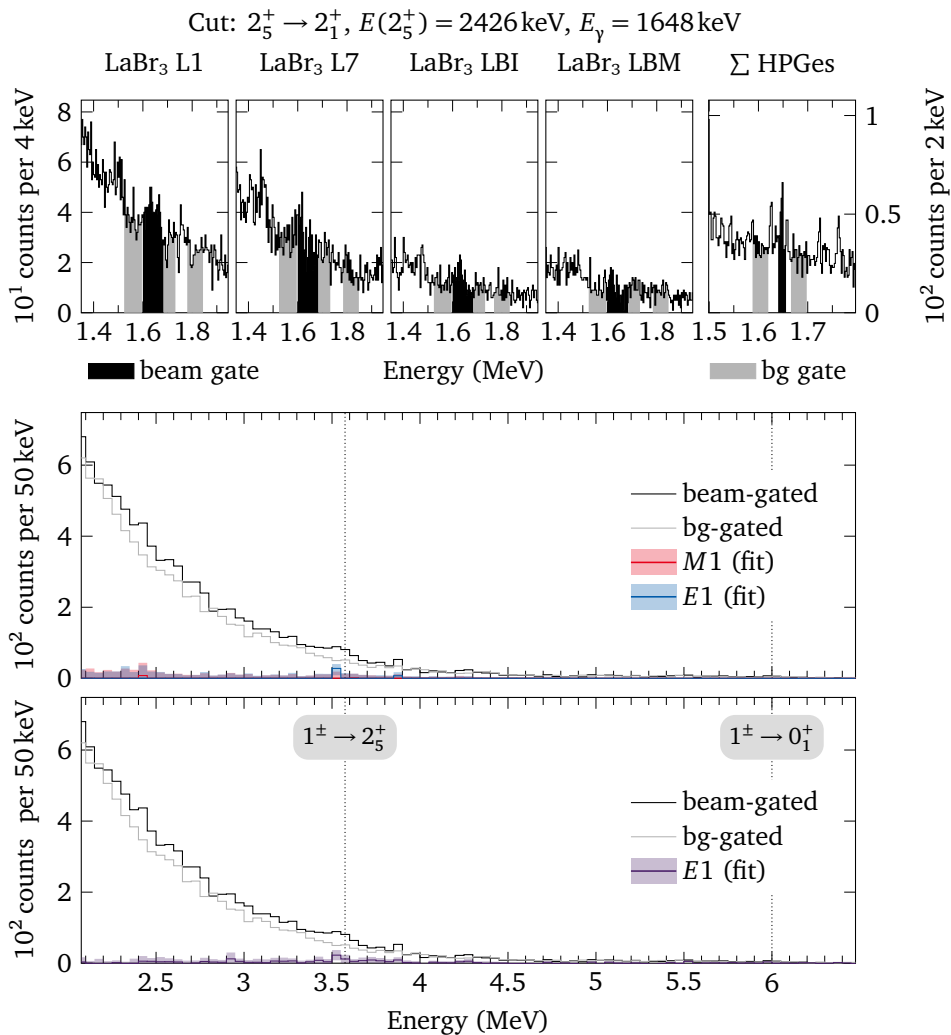 Cut: 2₅⁺ → 2₁⁺, E(2₅⁺) = 2426 keV, Eγ = 1648 keV
LaBr₃ L1 LaBr₃ L7 LaBr₃ LBI LaBr₃ LBM ∑ HPGes
10¹ counts per 4 keV
8
6
4
2
0
1
0.5
0
10² counts per 2 keV
1.4 1.6 1.8 1.4 1.6 1.8 1.4 1.6 1.8 1.4 1.6 1.8 1.5 1.6 1.7
beam gate Energy (MeV) bg gate
10² counts per 50 keV
6
4
2
0
beam-gated
bg-gated
M1 (fit)
E1 (fit)
10² counts per 50 keV
6
4
2
0
1± → 2₅⁺ 1± → 0₁⁺
beam-gated
bg-gated
E1 (fit)
2.5 3 3.5 4 4.5 5 5.5 6
Energy (MeV)